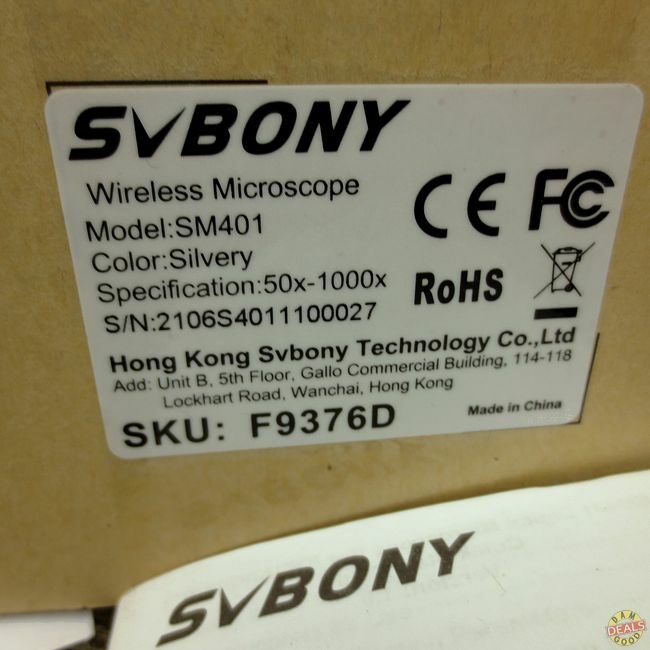 SVBONY
Wireless Microscope
Model:SM401
Color:Silvery
Specification:50x-1000x
S/N:2106S4011100027
CE FC
RoHS
Hong Kong Svbony Technology Co.,Ltd
Add: Unit B, 5th Floor, Gallo Commercial Building, 114-118
Lockhart Road, Wanchai, Hong Kong
SKU: F9376D
Made in China
SVBONY
DAM
DEALS
GOOD